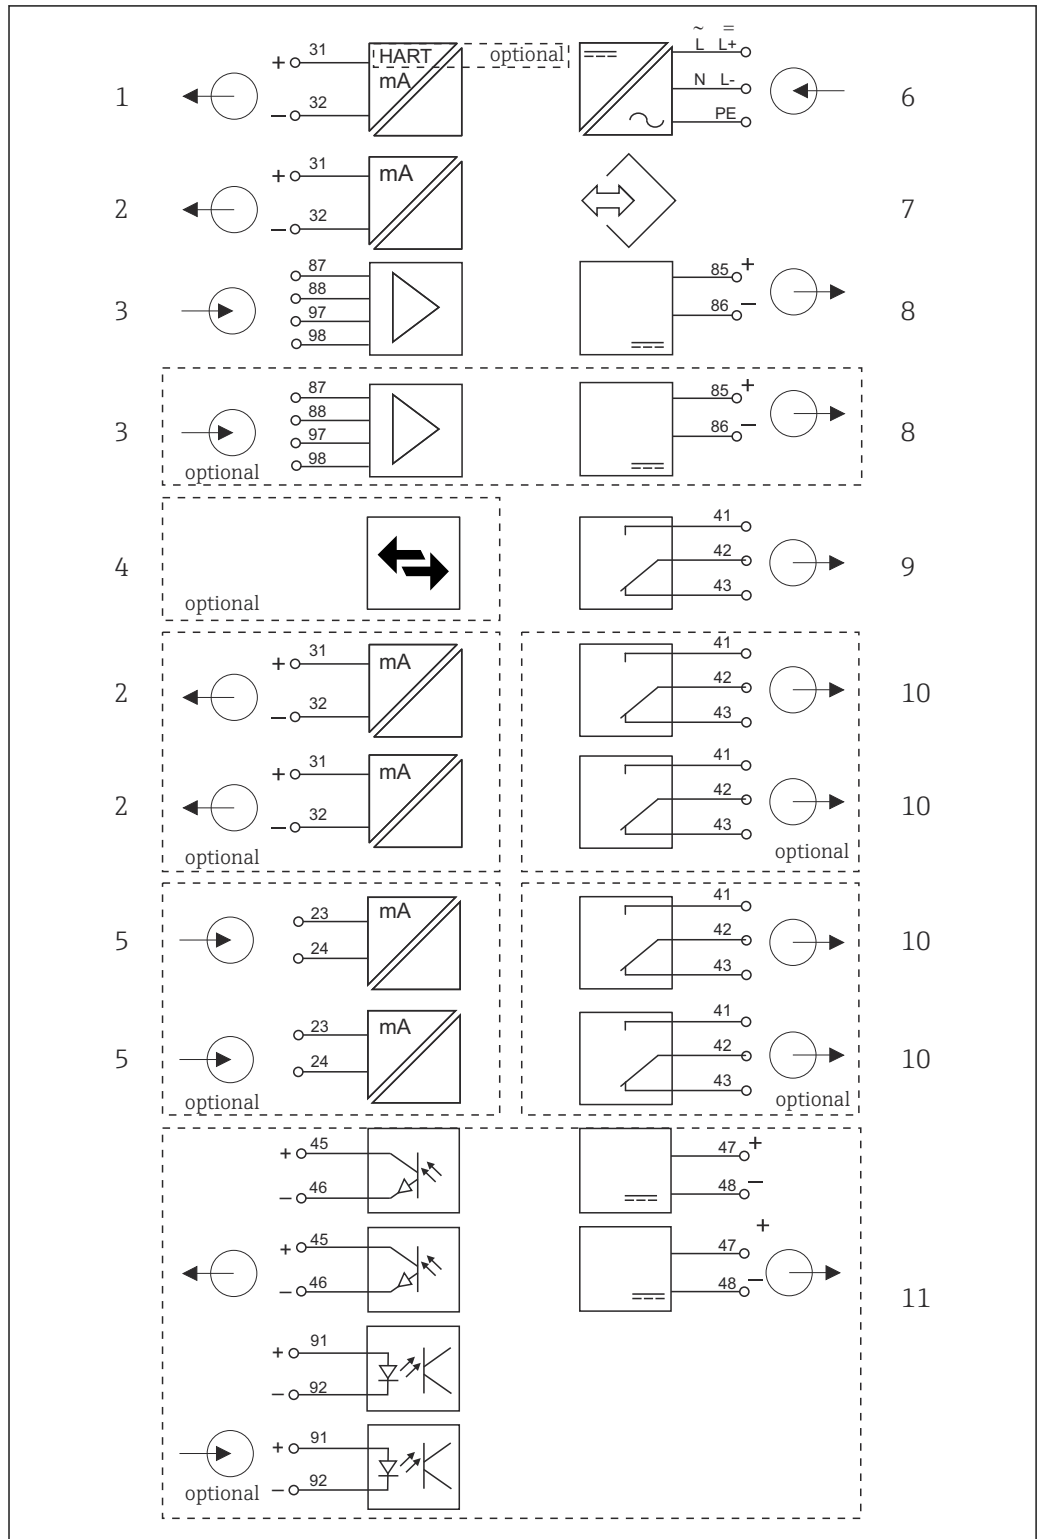 ~ =
+ 31 HART optional L L+
1 mA N L- 6
− 32 PE
+ 31 mA
2 7
− 32
87 85 +
88
3 97 86 − 8
98
87 85 +
88
3 97 86 − 8
98
optional
41
4 42 9
optional 43
+ 31 mA 41
2 42 10
− 32 43
+ 31 mA 41
2 42 10
− 32 43
optional optional
23 mA 41
5 24 42 10
43
23 mA 41
5 24 42 10
43
optional optional
+ 45 47 +
− 46 48 −
+ 45 47 +
− 46 48 −
11
+ 91
− 92
+ 91
optional − 92